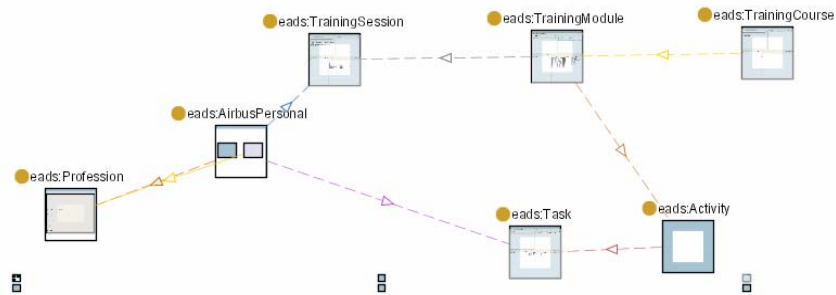 eads:TrainingSession
eads:TrainingModule
eads:TrainingCourse
eads:AirbusPersonal
eads:Profession
eads:Task
eads:Activity